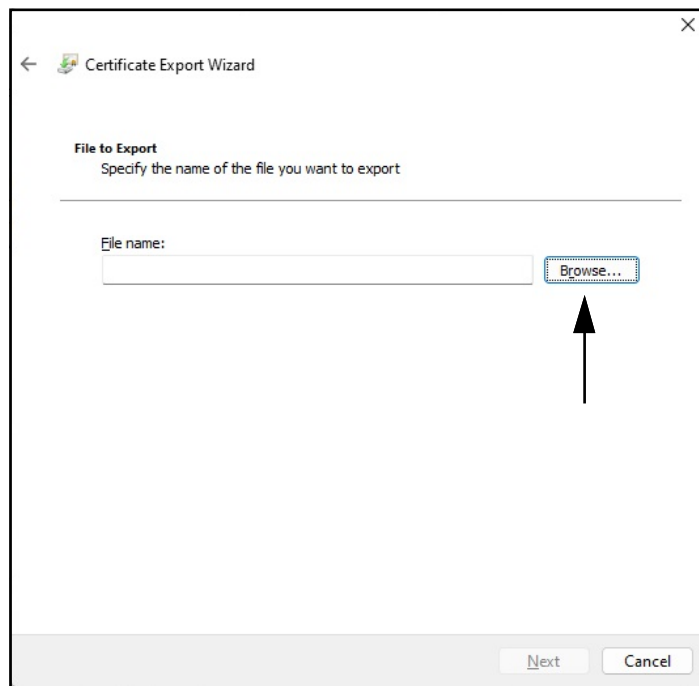 Certificate Export Wizard
File to Export
Specify the name of the file you want to export
File name:
Browse...
Next
Cancel